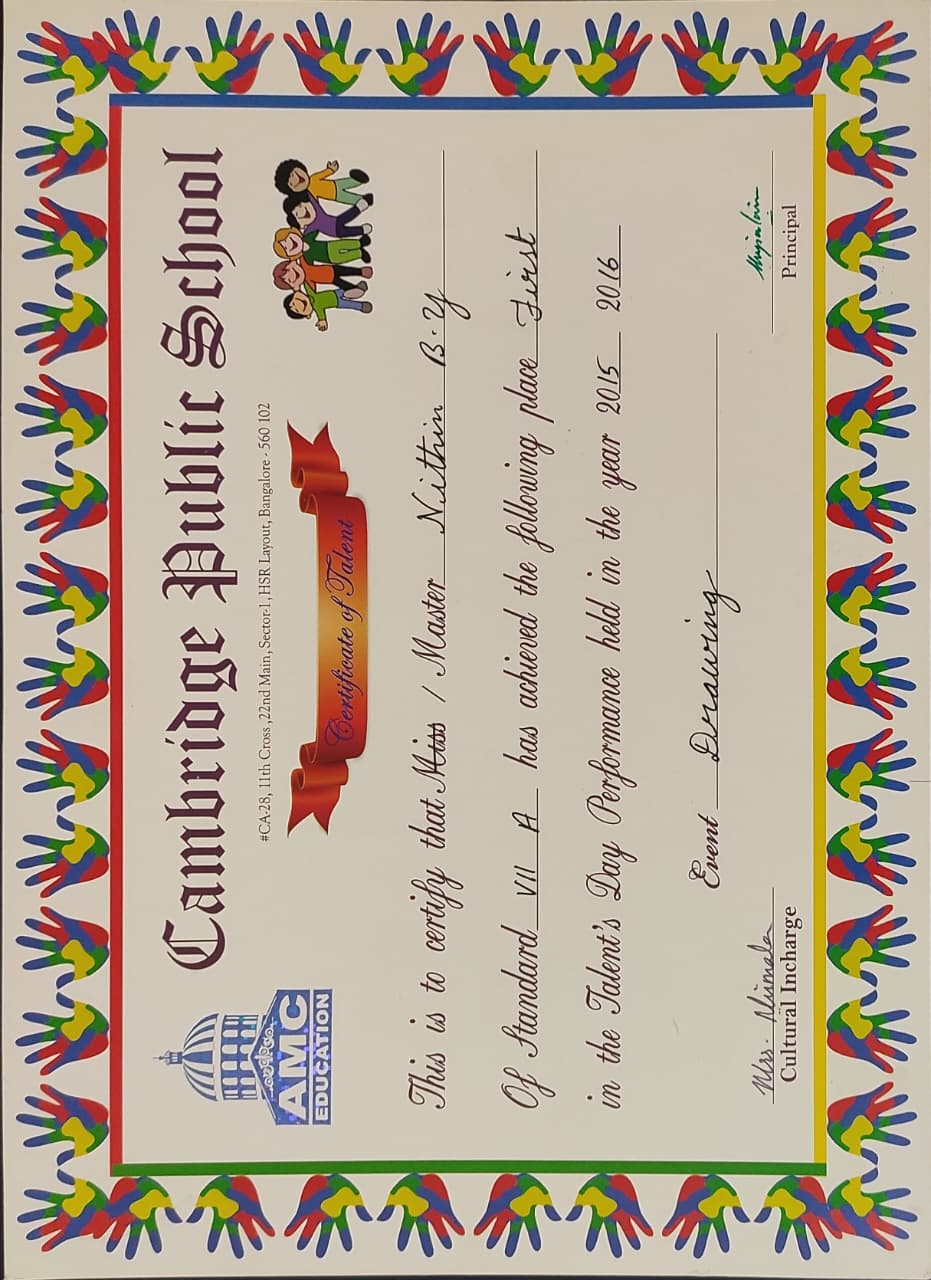 Cambridge Public School
#CA-28, 11th Cross ,22nd Main, Sector-1, HSR Layout, Bangalore - 560 102
AMC
EDUCATION
Certificate of Talent
This is to certify that Miss / Master Nithin B.Y
Of Standard VII A has achieved the following place First
in the Talent's Day Performance held in the year 2015 2016
Event Drawing
Mrs. Nirmala
Cultural Incharge
Principal